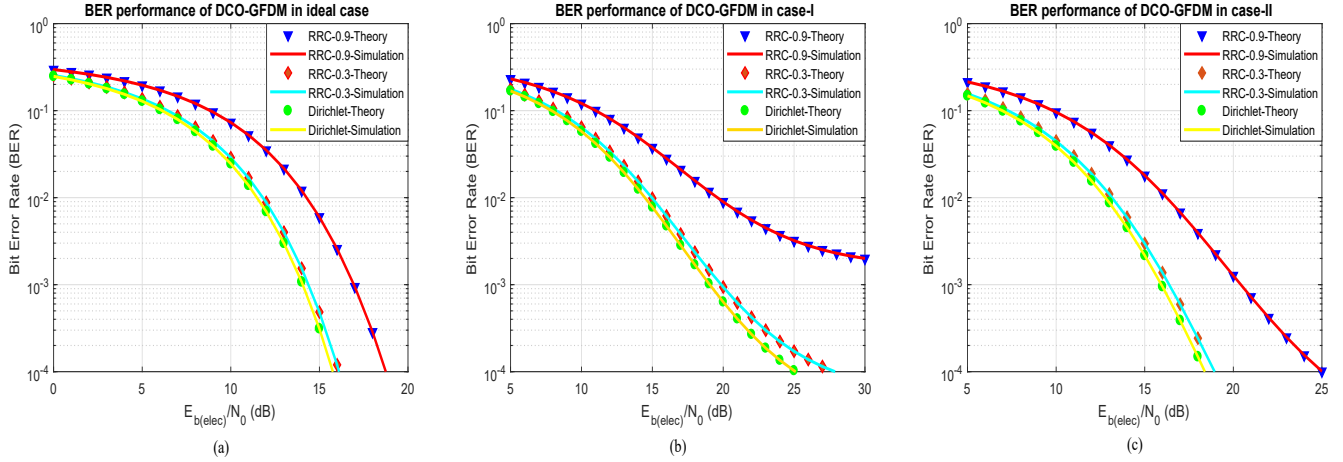 BER performance of DCO-GFDM in ideal case
Bit Error Rate (BER)
10^0
10^-1
10^-2
10^-3
10^-4
RRC-0.9-Theory
RRC-0.9-Simulation
RRC-0.3-Theory
RRC-0.3-Simulation
Dirichlet-Theory
Dirichlet-Simulation
0 5 10 15 20
E_b(elec)/N_0 (dB)
(a)
BER performance of DCO-GFDM in case-I
Bit Error Rate (BER)
10^0
10^-1
10^-2
10^-3
10^-4
RRC-0.9-Theory
RRC-0.9-Simulation
RRC-0.3-Theory
RRC-0.3-Simulation
Dirichlet-Theory
Dirichlet-Simulation
5 10 15 20 25 30
E_b(elec)/N_0 (dB)
(b)
BER performance of DCO-GFDM in case-II
Bit Error Rate (BER)
10^0
10^-1
10^-2
10^-3
10^-4
RRC-0.9-Theory
RRC-0.9-Simulation
RRC-0.3-Theory
RRC-0.3-Simulation
Dirichlet-Theory
Dirichlet-Simulation
5 10 15 20 25
E_b(elec)/N_0 (dB)
(c)